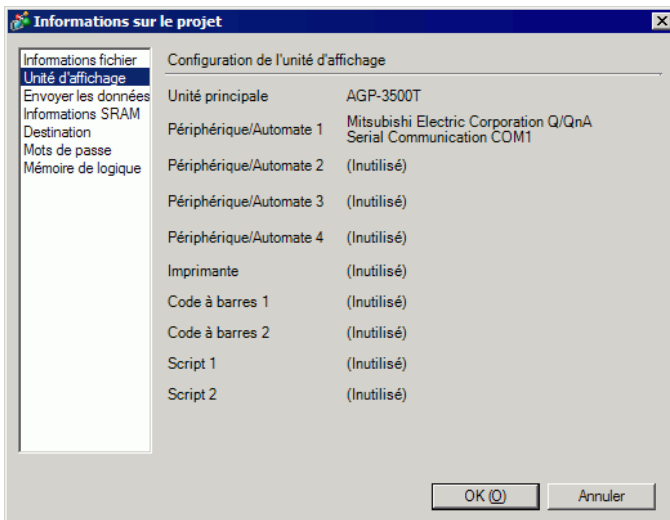 Informations sur le projet
Informations fichier
Unité d'affichage
Envoyer les données
Informations SRAM
Destination
Mots de passe
Mémoire de logique
Configuration de l'unité d'affichage
Unité principale AGP-3500T
Périphérique/Automate 1 Mitsubishi Electric Corporation Q/QnA
Serial Communication COM1
Périphérique/Automate 2 (Inutilisé)
Périphérique/Automate 3 (Inutilisé)
Périphérique/Automate 4 (Inutilisé)
Imprimante (Inutilisé)
Code à barres 1 (Inutilisé)
Code à barres 2 (Inutilisé)
Script 1 (Inutilisé)
Script 2 (Inutilisé)
OK (O) Annuler